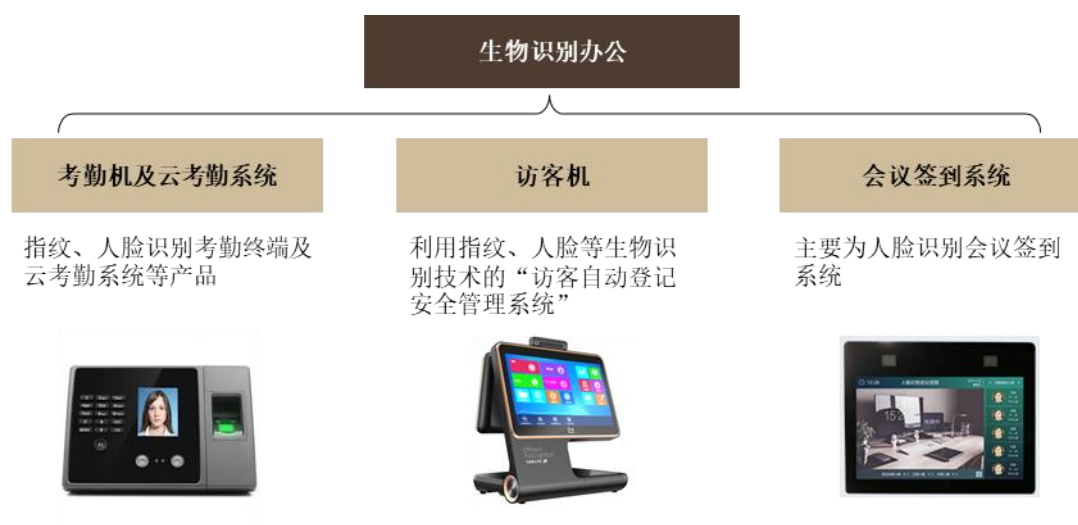 生物识别办公
考勤机及云考勤系统
访客机
会议签到系统
指纹、人脸识别考勤终端及
云考勤系统等产品
利用指纹、人脸等生物识
别技术的“访客自动登记
安全管理系统”
主要为人脸识别会议签到
系统
12:20